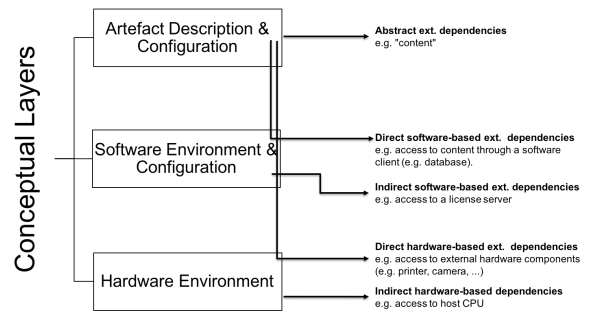 Conceptual Layers
Artefact Description &
Configuration
Abstract ext. dependencies
e.g. "content"
Software Environment &
Configuration
Direct software-based ext. dependencies
e.g. access to content through a software
client (e.g. database).
Indirect software-based ext. dependencies
e.g. access to a license server
Hardware Environment
Direct hardware-based ext. dependencies
e.g. access to external hardware components
(e.g. printer, camera, ...)
Indirect hardware-based dependencies
e.g. access to host CPU